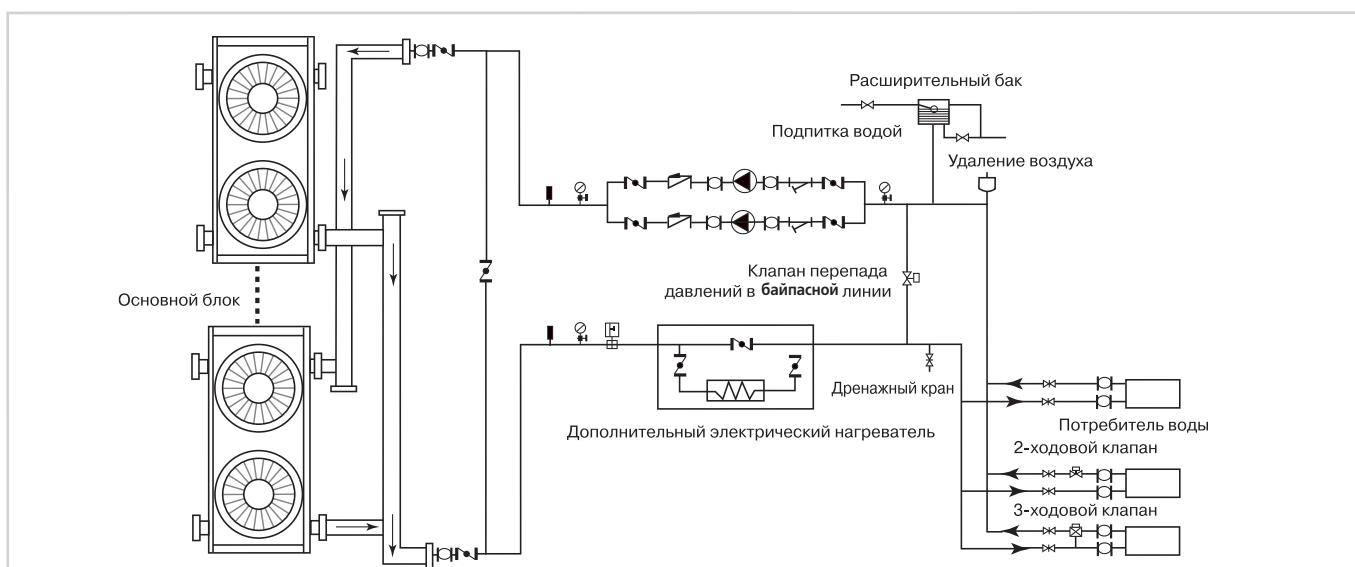 Расширительный бак
Подпитка водой
Удаление воздуха
Клапан перепада
давлений в байпасной линии
Основной блок
Дренажный кран
Дополнительный электрический нагреватель
Потребитель воды
2-ходовой клапан
3-ходовой клапан